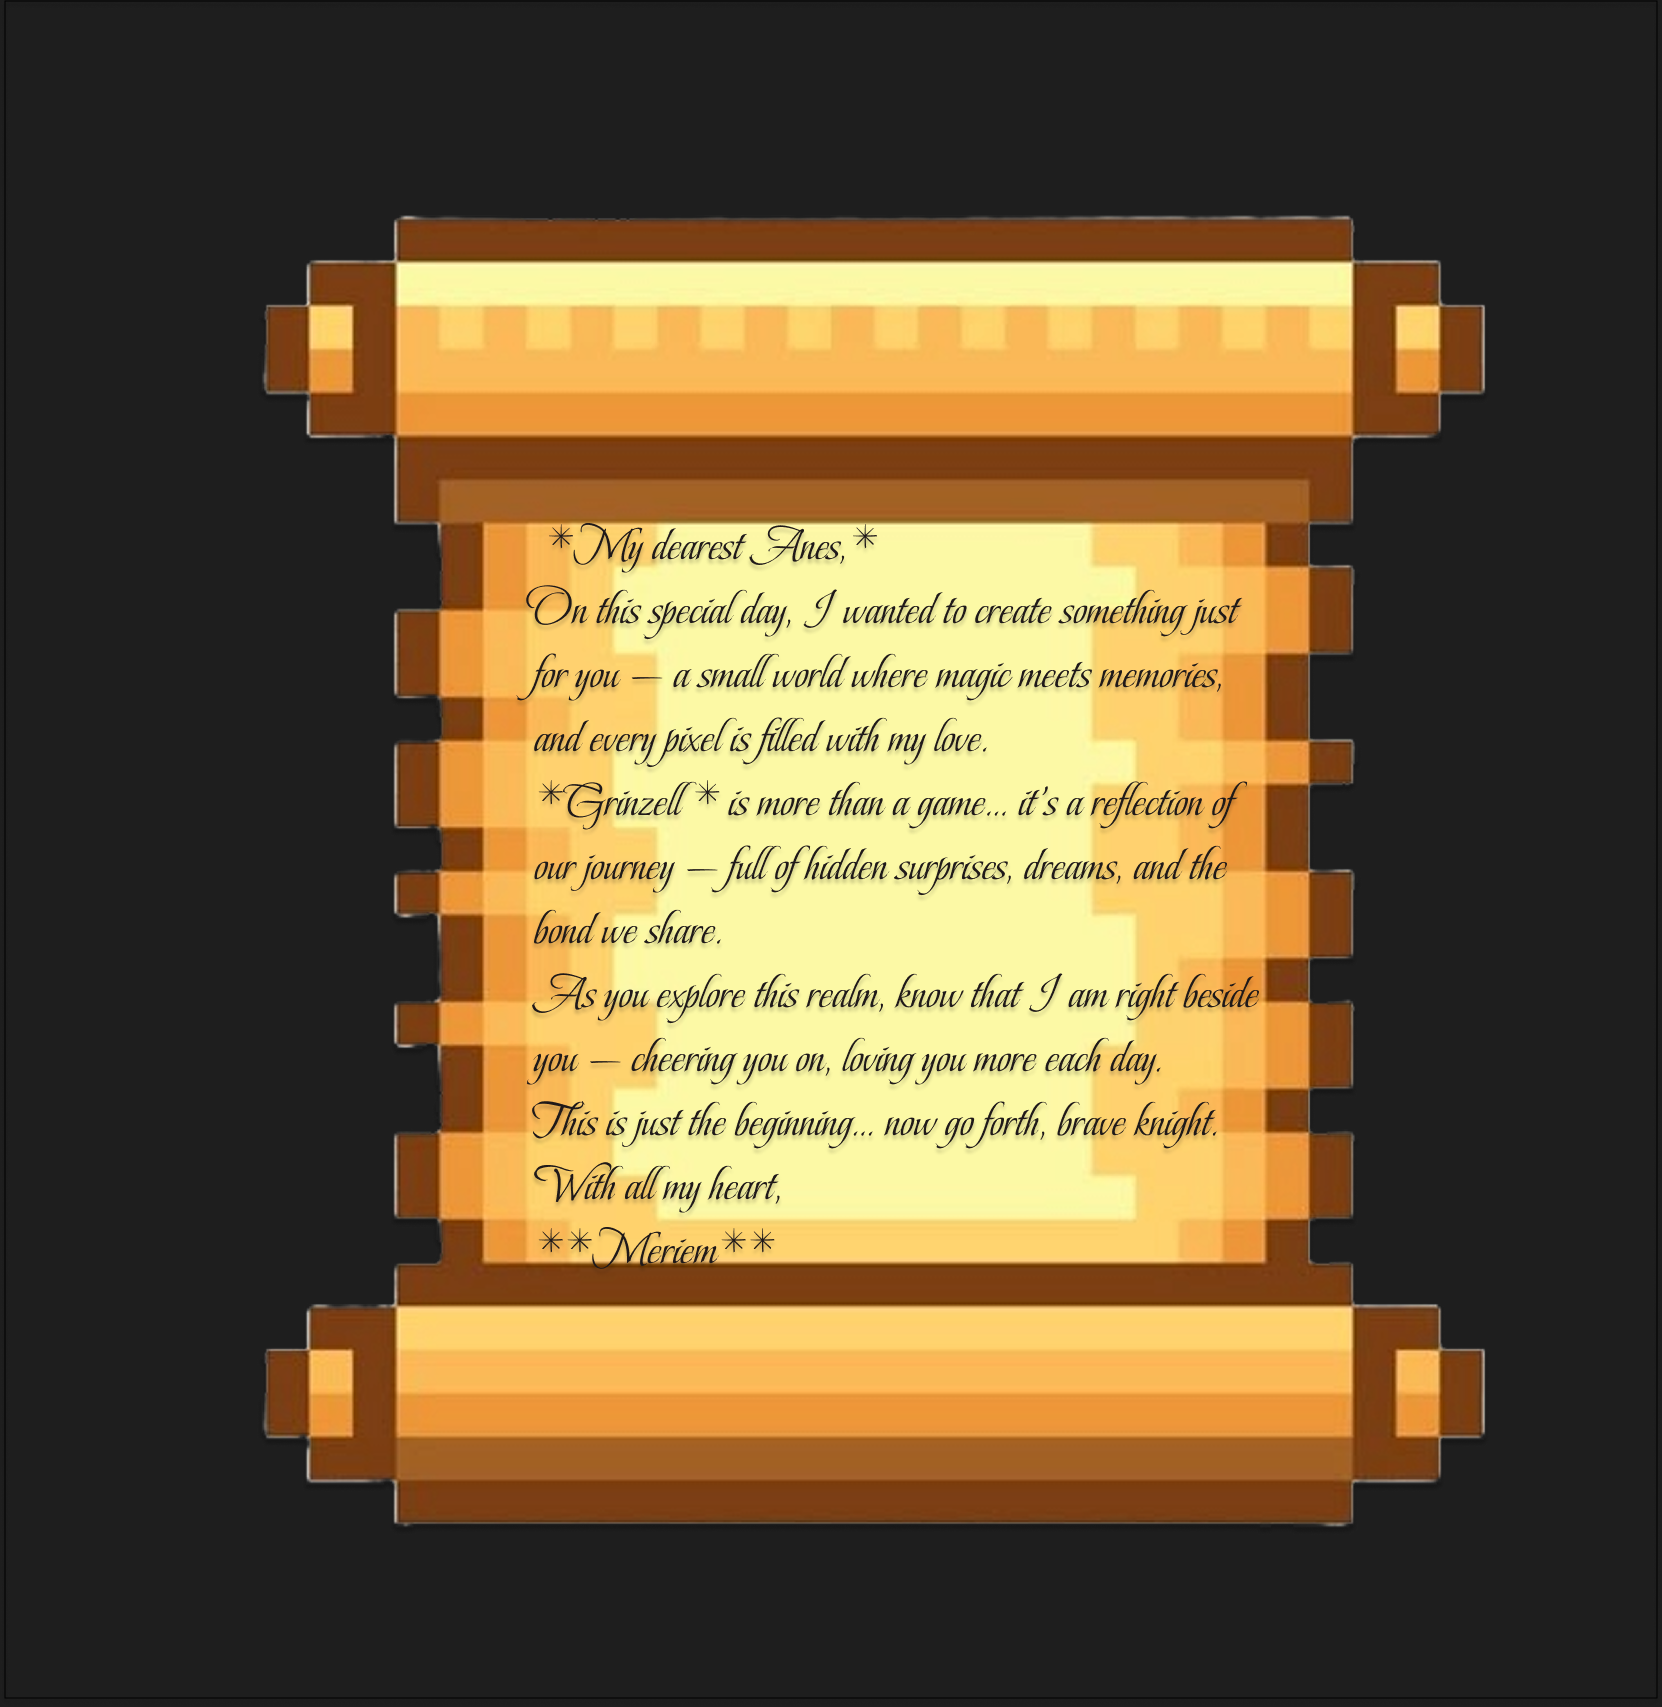 *My dearest Anes,*
On this special day, I wanted to create something just
for you — a small world where magic meets memories,
and every pixel is filled with my love.
*Grinzell * is more than a game... it's a reflection of
our journey — full of hidden surprises, dreams, and the
bond we share.
As you explore this realm, know that I am right beside
you — cheering you on, loving you more each day.
This is just the beginning... now go forth, brave knight.
With all my heart,
**Meriem**